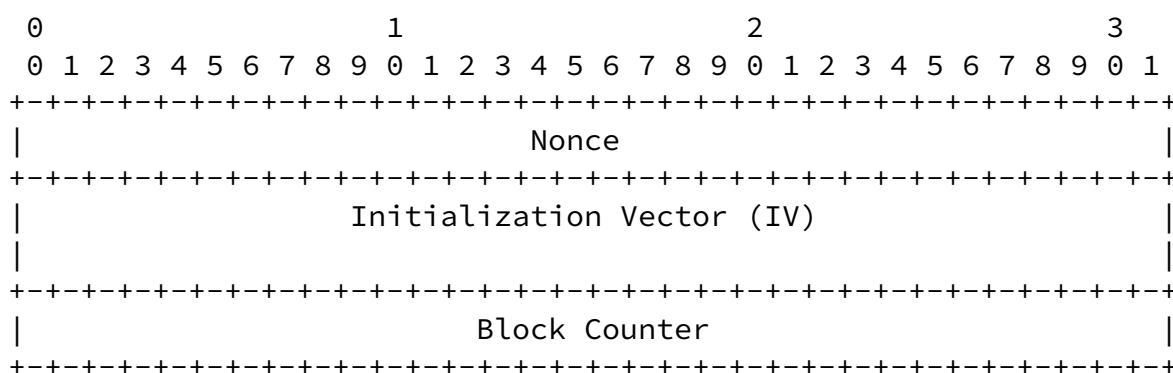 0                   1                   2                   3
0 1 2 3 4 5 6 7 8 9 0 1 2 3 4 5 6 7 8 9 0 1 2 3 4 5 6 7 8 9 0 1
+-+-+-+-+-+-+-+-+-+-+-+-+-+-+-+-+-+-+-+-+-+-+-+-+-+-+-+-+-+-+-+-+
|                            Nonce                              |
+-+-+-+-+-+-+-+-+-+-+-+-+-+-+-+-+-+-+-+-+-+-+-+-+-+-+-+-+-+-+-+-+
|                  Initialization Vector (IV)                   |
|                                                               |
+-+-+-+-+-+-+-+-+-+-+-+-+-+-+-+-+-+-+-+-+-+-+-+-+-+-+-+-+-+-+-+-+
|                         Block Counter                         |
+-+-+-+-+-+-+-+-+-+-+-+-+-+-+-+-+-+-+-+-+-+-+-+-+-+-+-+-+-+-+-+-+